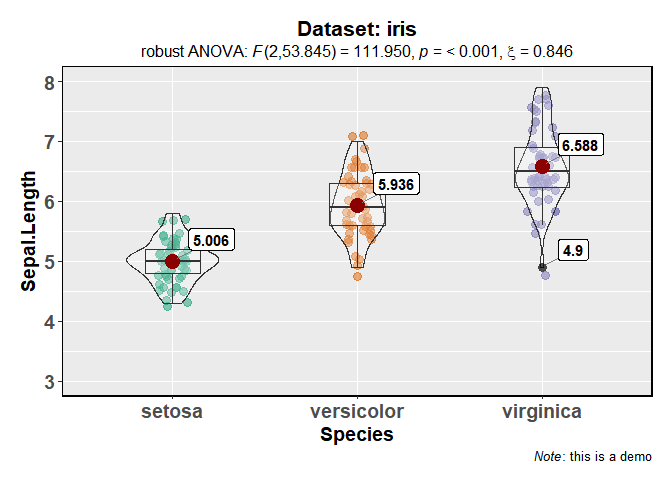 Dataset: iris
robust ANOVA: F(2,53.845) = 111.950, p = < 0.001, ξ = 0.846
Sepal.Length
8
7
6
5
4
3
5.006
5.936
6.588
4.9
setosa versicolor virginica
Species
Note: this is a demo